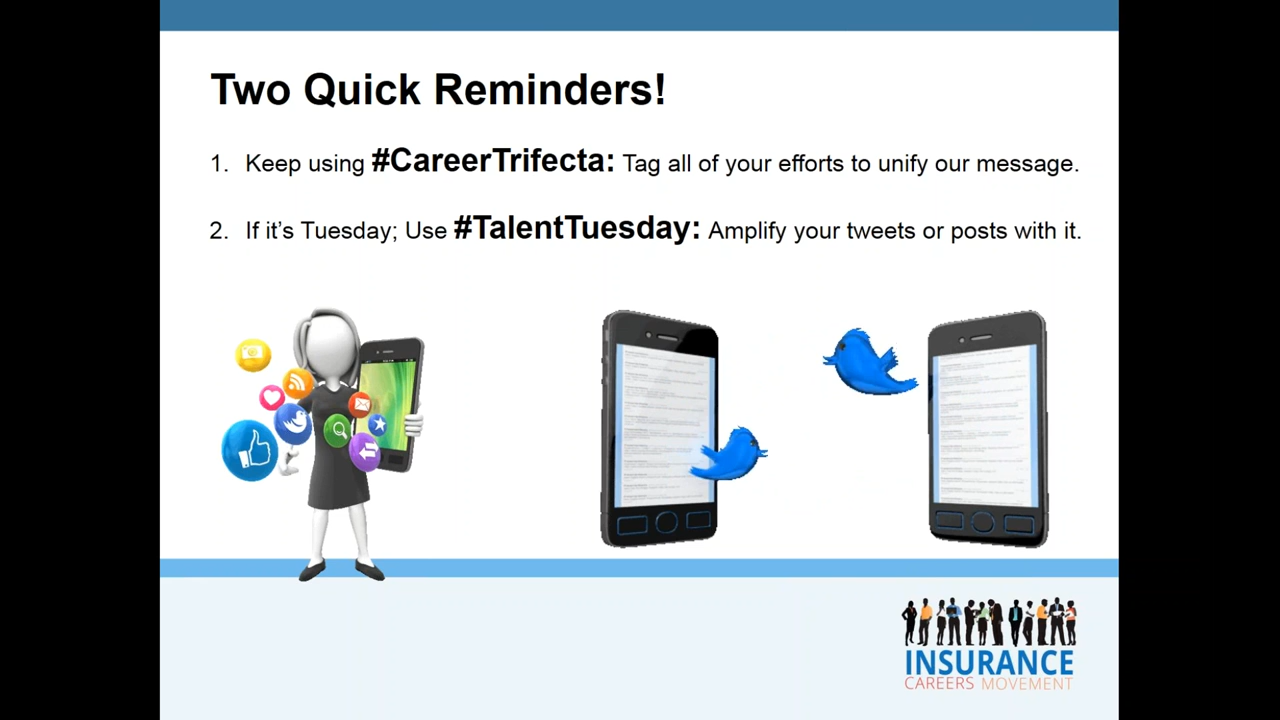 Two Quick Reminders!
1. Keep using #CareerTrifecta: Tag all of your efforts to unify our message.
2. If it’s Tuesday; Use #TalentTuesday: Amplify your tweets or posts with it.
INSURANCE
CAREERS MOVEMENT